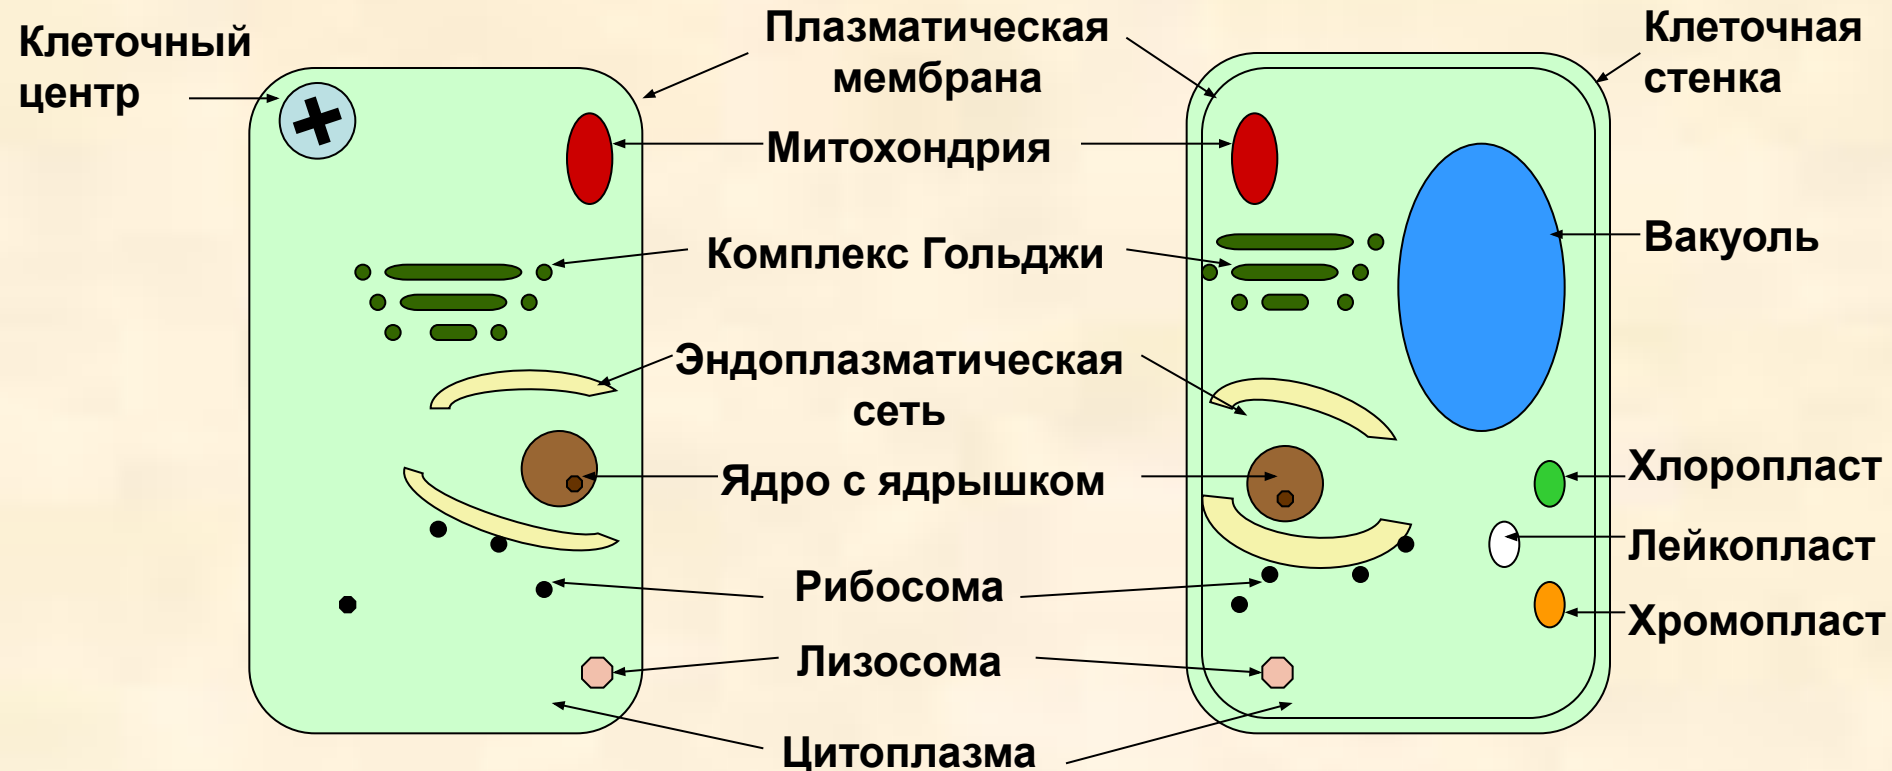 Клеточный
центр
Плазматическая
мембрана
Клеточная
стенка
Митохондрия
Вакуоль
Комплекс Гольджи
Эндоплазматическая
сеть
Хлоропласт
Ядро с ядрышком
Лейкопласт
Рибосома
Хромопласт
Лизосома
Цитоплазма